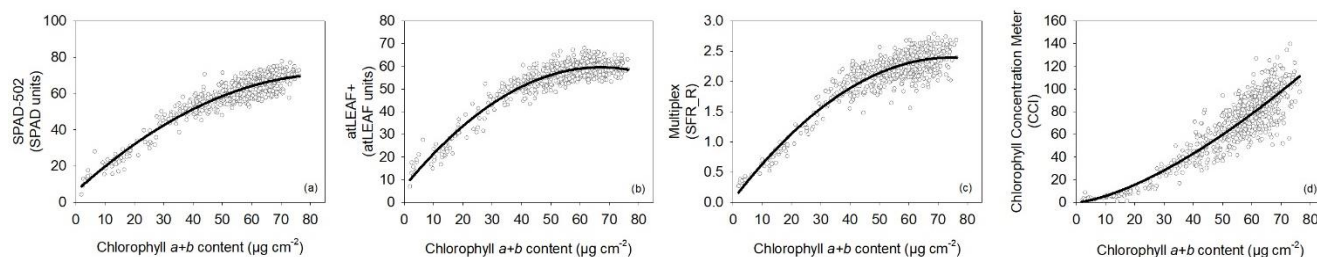 SPAD-502
(SPAD units)
100
80
60
40
20
0
0 10 20 30 40 50 60 70 80
(a)
Chlorophyll a+b content (µg cm-2)
atLEAF+
(atLEAF units)
80
70
60
50
40
30
20
10
0 10 20 30 40 50 60 70 80
(b)
Chlorophyll a+b content (µg cm-2)
Multiplex
(SFR_R)
3.0
2.5
2.0
1.5
1.0
0.5
0.0
0 10 20 30 40 50 60 70 80
(c)
Chlorophyll a+b content (µg cm-2)
Chlorophyll Concentration Meter
(CCI)
160
140
120
100
80
60
40
20
0
0 10 20 30 40 50 60 70 80
(d)
Chlorophyll a+b content (µg cm-2)